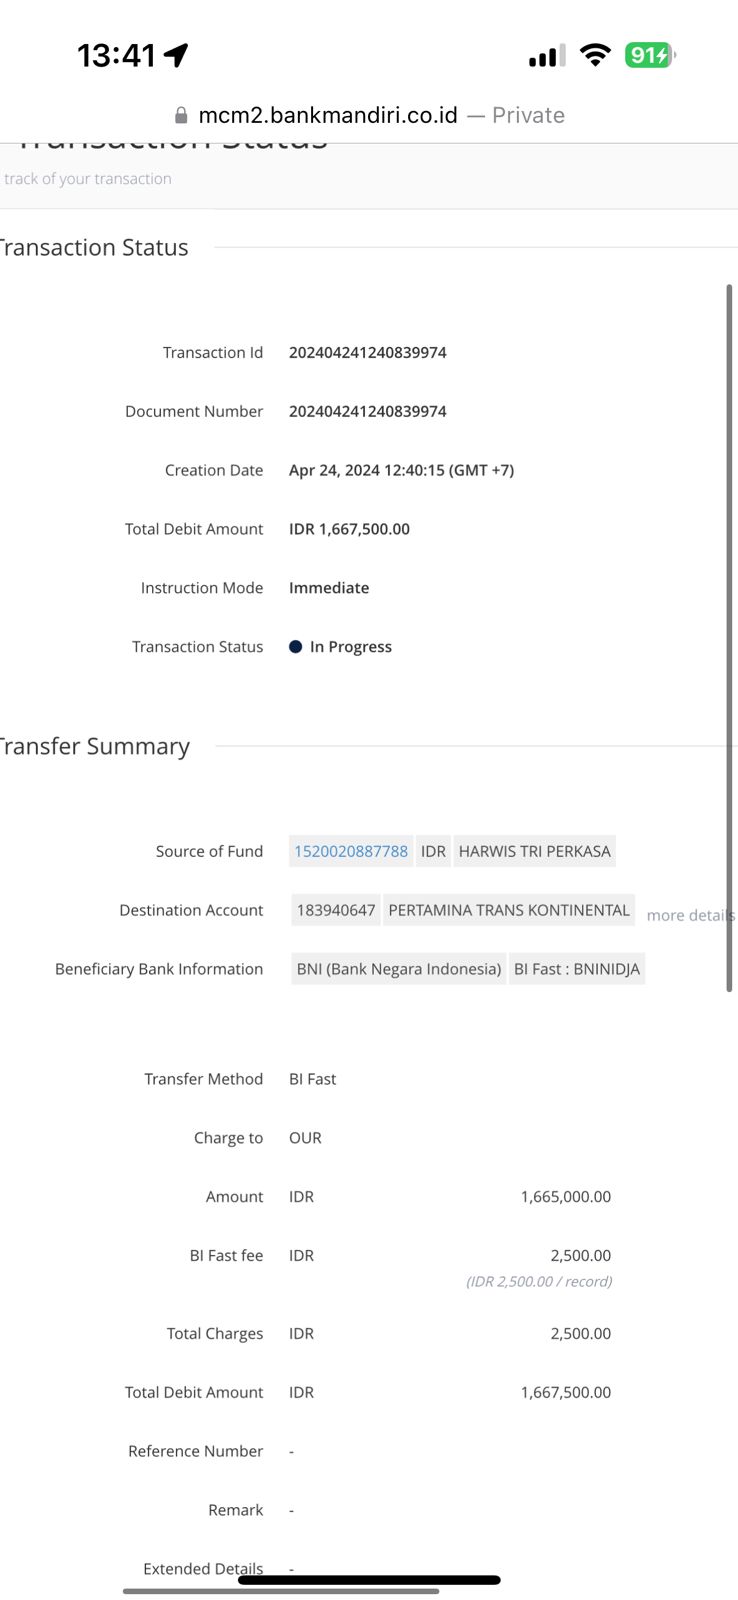 13:41
91
mcm2.bankmandiri.co.id — Private
Transaction Status
track of your transaction
Transaction Status
Transaction Id 202404241240839974
Document Number 202404241240839974
Creation Date Apr 24, 2024 12:40:15 (GMT +7)
Total Debit Amount IDR 1,667,500.00
Instruction Mode Immediate
Transaction Status In Progress
Transfer Summary
Source of Fund 1520020887788 IDR HARWIS TRI PERKASA
Destination Account 183940647 PERTAMINA TRANS KONTINENTAL more details
Beneficiary Bank Information BNI (Bank Negara Indonesia) BI Fast : BNINIDJA
Transfer Method BI Fast
Charge to OUR
Amount IDR 1,665,000.00
BI Fast fee IDR 2,500.00
(IDR 2,500.00 / record)
Total Charges IDR 2,500.00
Total Debit Amount IDR 1,667,500.00
Reference Number -
Remark -
Extended Details -